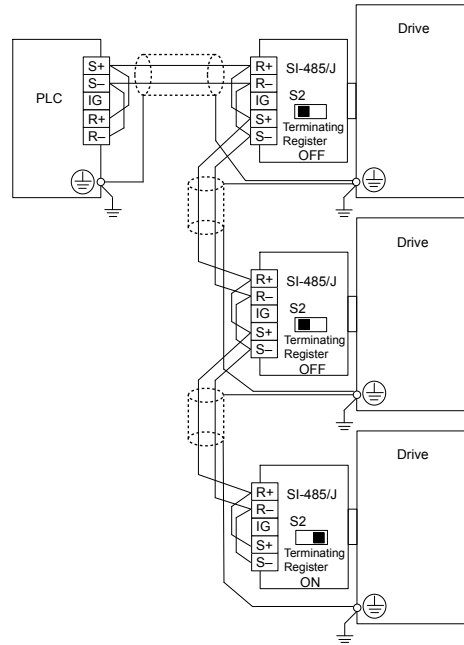 PLC
S+
S–
IG
R+
R–
R+
R–
IG
S+
S–
SI-485/J
S2
Terminating
Register
OFF
Drive
R+
R–
IG
S+
S–
SI-485/J
S2
Terminating
Register
OFF
Drive
R+
R–
IG
S+
S–
SI-485/J
S2
Terminating
Register
ON
Drive